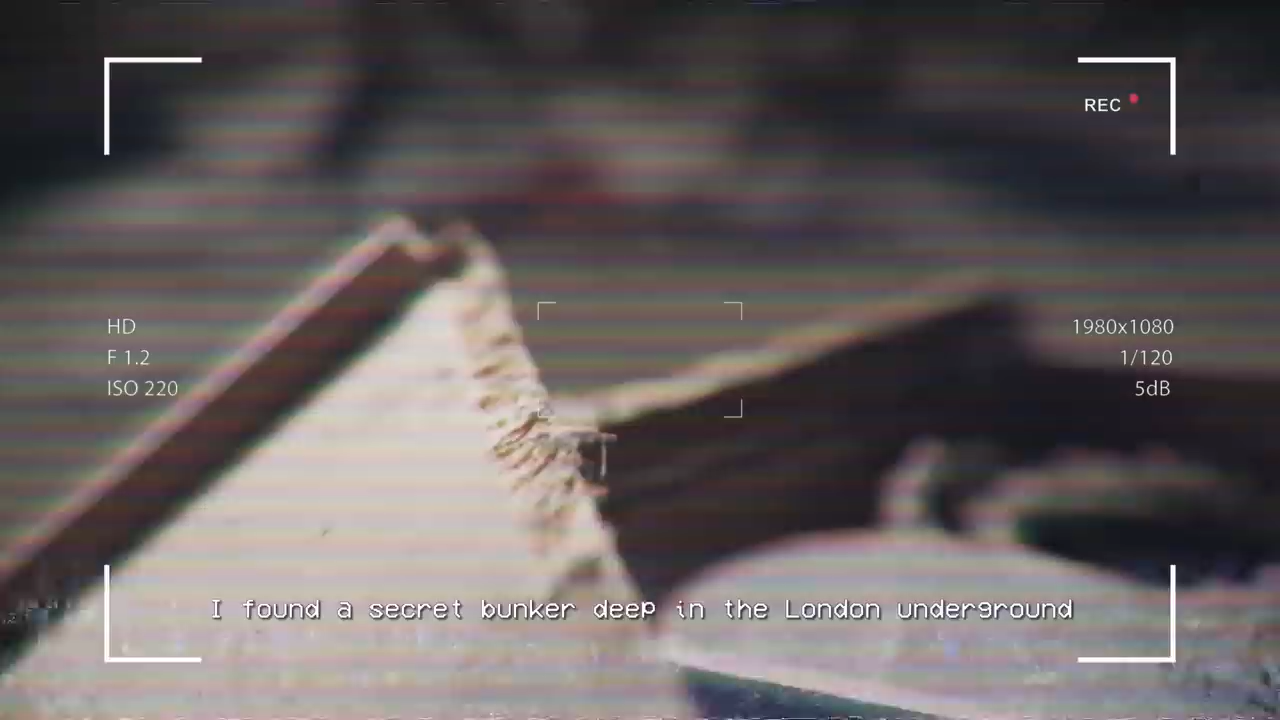 REC
HD
F 1.2
ISO 220
1980x1080
1/120
5dB
I found a secret bunker deep in the London underground